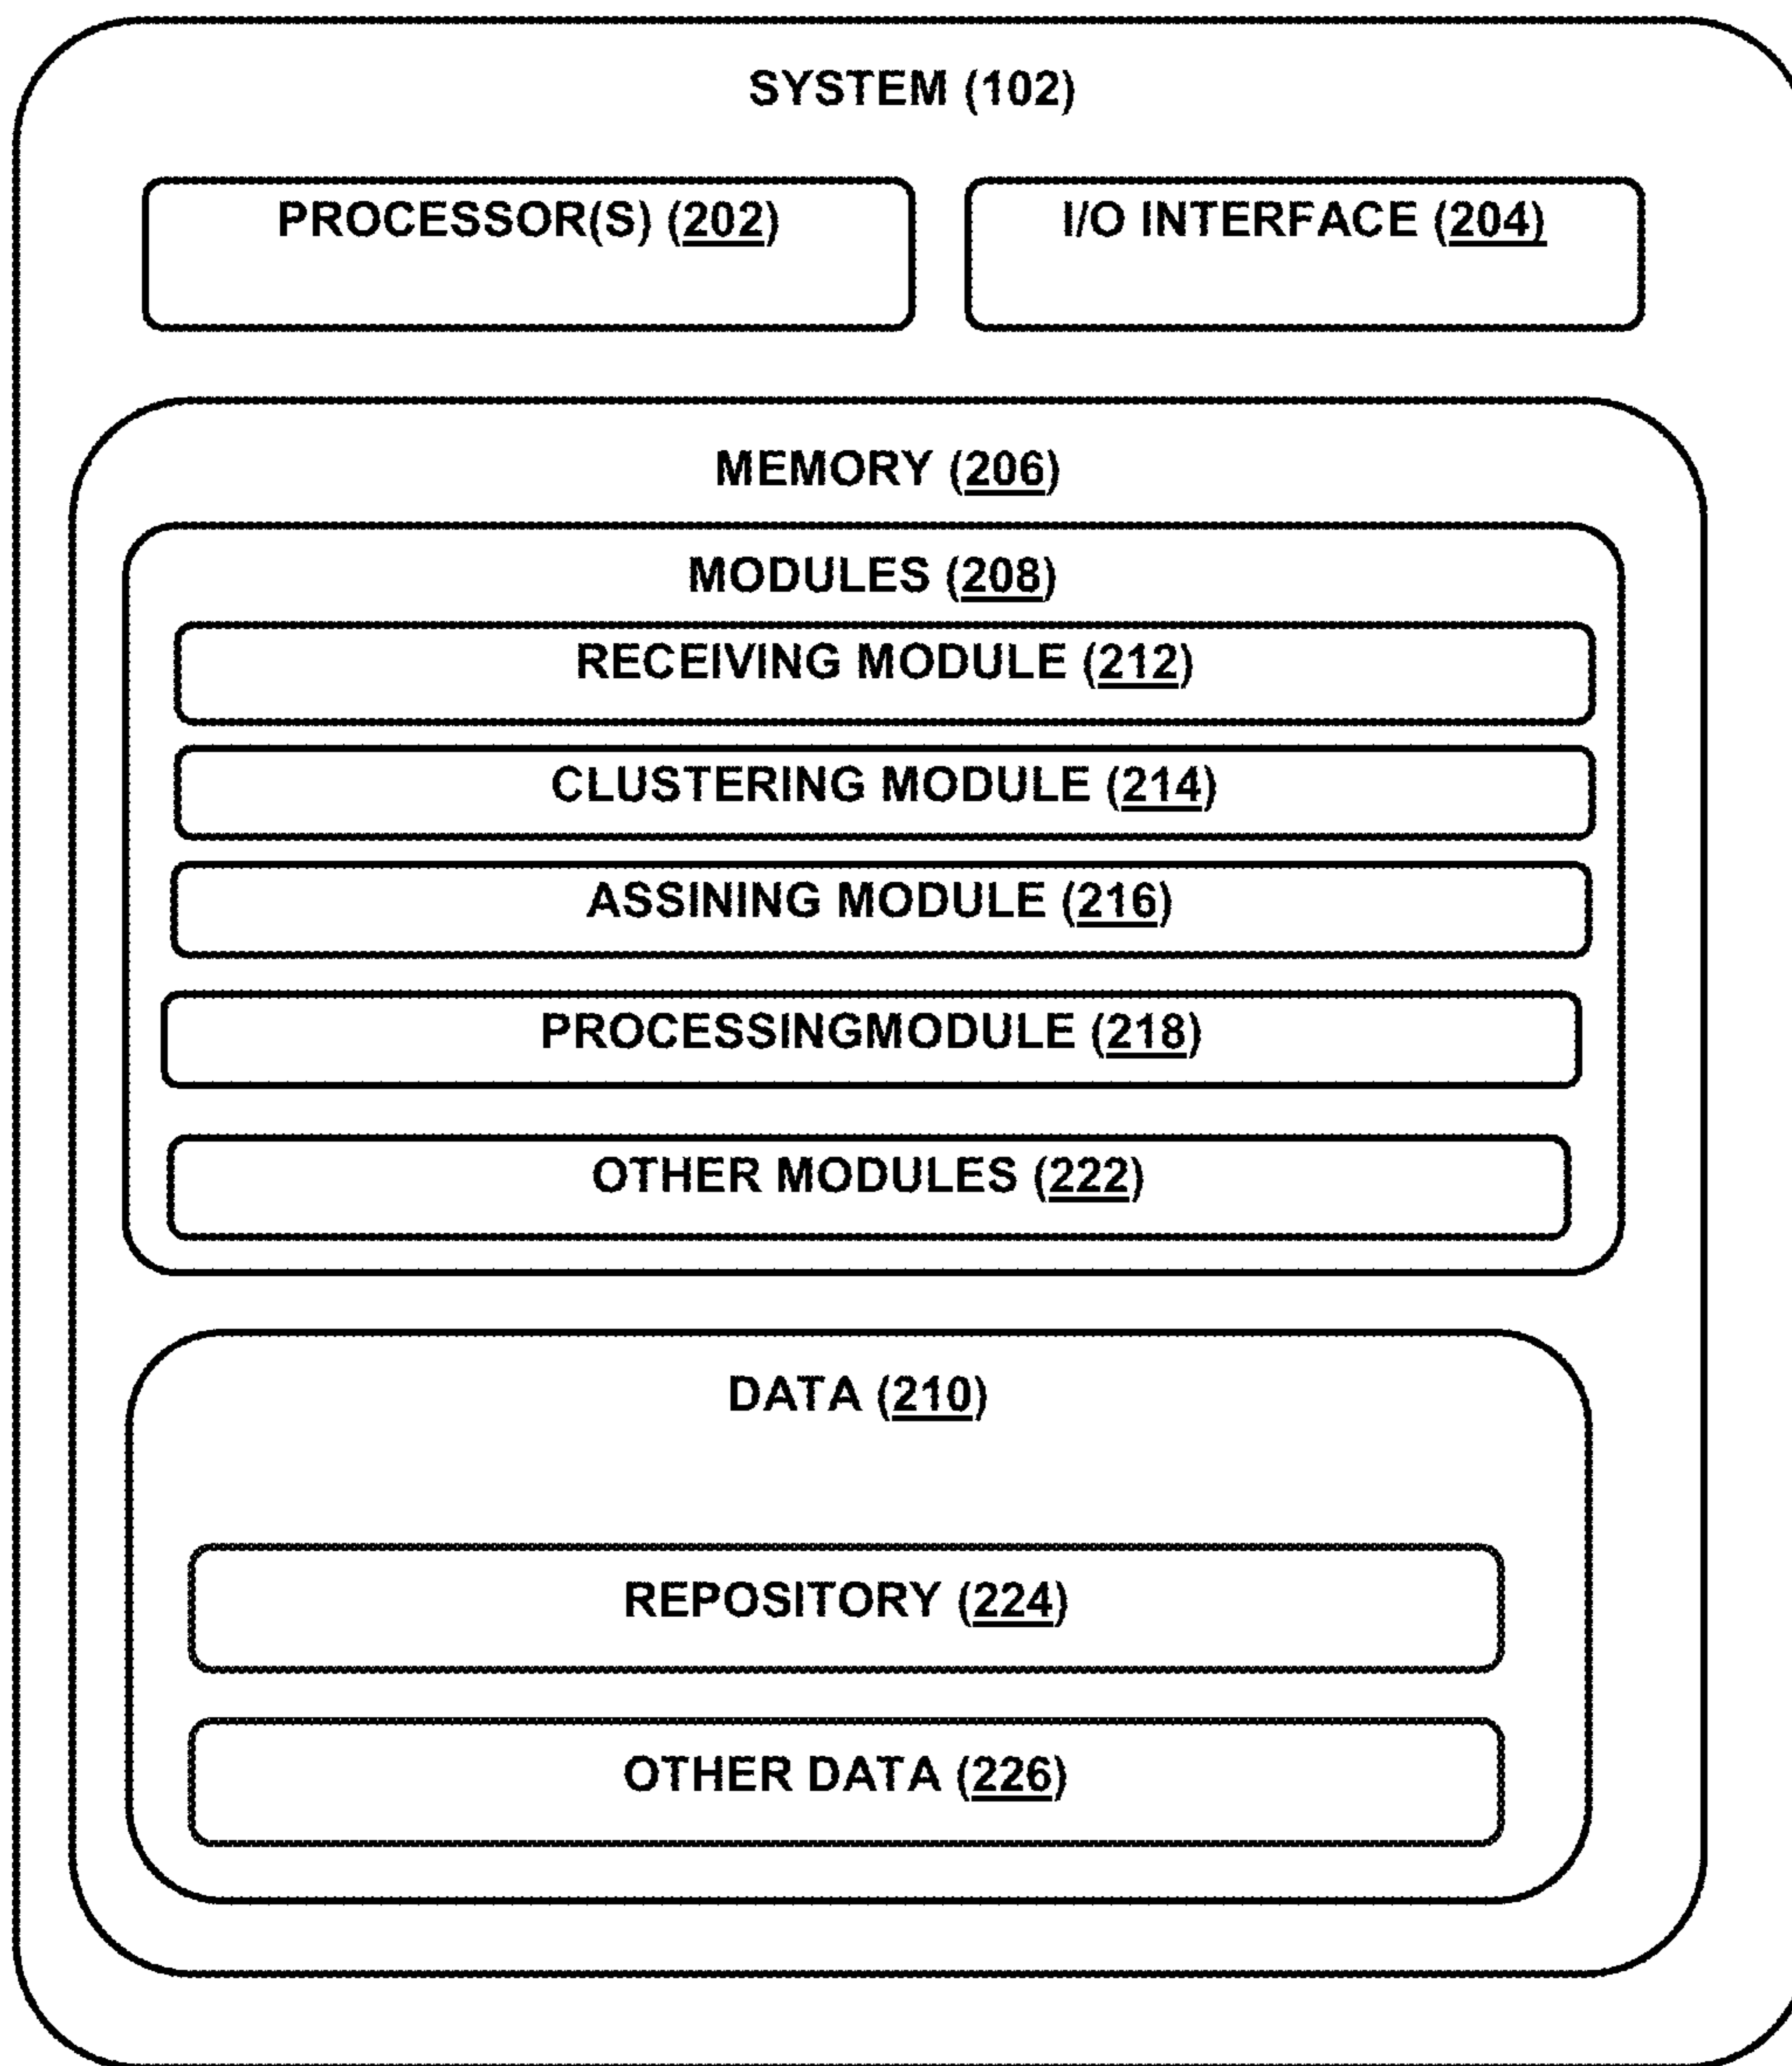 SYSTEM (102)
PROCESSOR(S) (202)
I/O INTERFACE (204)
MEMORY (206)
MODULES (208)
RECEIVING MODULE (212)
CLUSTERING MODULE (214)
ASSINING MODULE (216)
PROCESSINGMODULE (218)
OTHER MODULES (222)
DATA (210)
REPOSITORY (224)
OTHER DATA (226)